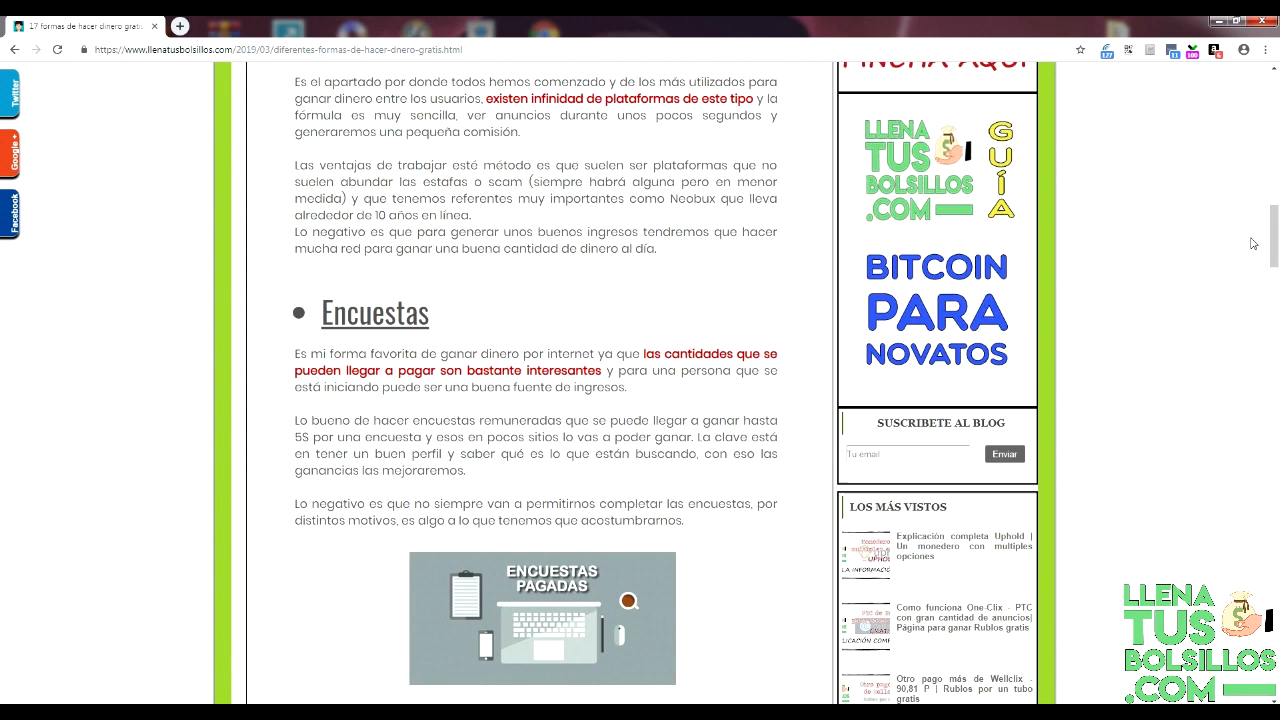 17 formas de hacer dinero gratis
https://www.llenatusbolsillos.com/2019/03/diferentes-formas-de-hacer-dnero-gratis.html
127
11
100
Twitter
Google +
Facebook
Es el apartado por donde todos hemos comenzado y de los más utilizados para
ganar dinero entre los usuarios, existen infinidad de plataformas de este tipo y la
fórmula es muy sencilla, ver anuncios durante unos pocos segundos y
generaremos una pequeña comisión.
Las ventajas de trabajar esté método es que suelen ser plataformas que no
suelen abundar las estafas o scam (siempre habrá alguna pero en menor
medida) y que tenemos referentes muy importantes como Neobux que lleva
alrededor de 10 años en línea.
Lo negativo es que para generar unos buenos ingresos tendremos que hacer
mucha red para ganar una buena cantidad de dinero al día.
Encuestas
Es mi forma favorita de ganar dinero por internet ya que las cantidades que se
pueden llegar a pagar son bastante interesantes y para una persona que se
está iniciando puede ser una buena fuente de ingresos.
Lo bueno de hacer encuestas remuneradas que se puede llegar a ganar hasta
5$ por una encuesta y esos en pocos sitios lo vas a poder ganar. La clave está
en tener un buen perfil y saber qué es lo que están buscando, con eso las
ganancias las mejoraremos.
Lo negativo es que no siempre van a permitirnos completar las encuestas, por
distintos motivos, es algo a lo que tenemos que acostumbrarnos.
ENCUESTAS
PAGADAS
PINCHA AQUÍ
LLENA
TUS
BOLSILLOS
.COM
GUÍA
BITCOIN
PARA
NOVATOS
SUSCRIBETE AL BLOG
Tu email
Enviar
LOS MÁS VISTOS
Explicación completa Uphold |
Un monedero con multiples
opciones
Como funciona One-Clix - PTC
con gran cantidad de anuncios|
Página para ganar Rublos gratis
Otro pago más de Wellclix -
90,81 P | Rublos por un tubo
gratis
LLENA
TUS
BOLSILLOS
.COM